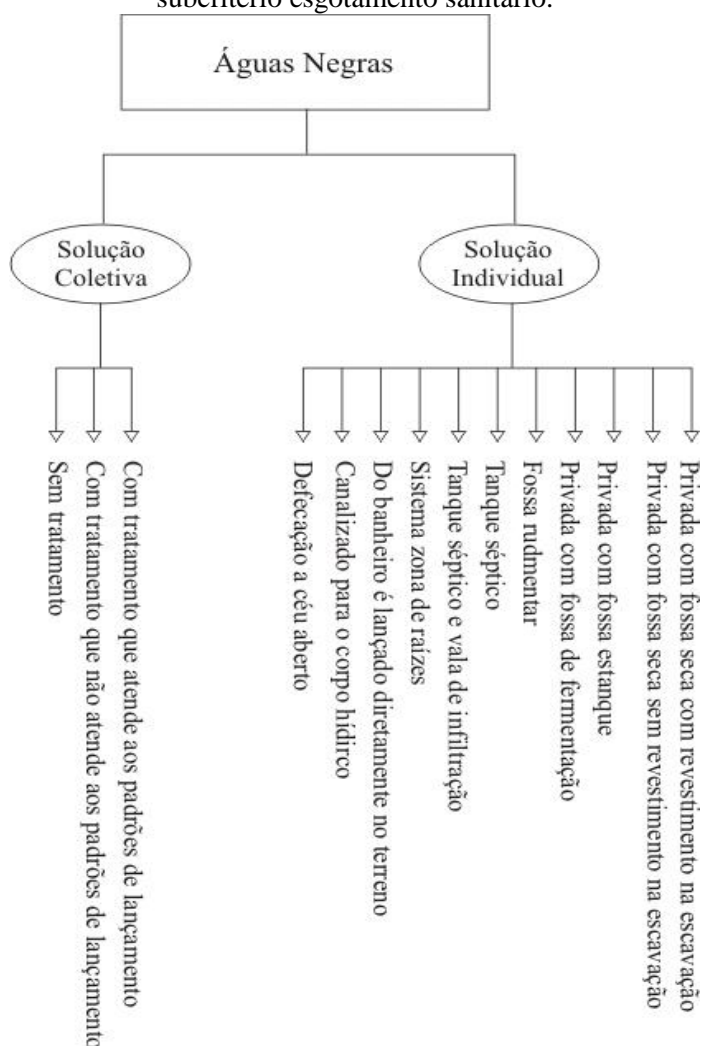 subcritério esgotamento sanitário.
Águas Negras
Solução
Coletiva
Solução
Individual
Sem tratamento
Com tratamento que não atende aos padrões de lançamento
Com tratamento que atende aos padrões de lançamento
Defecação a céu aberto
Canalizado para o corpo hídirco
Do banheiro é lançado diretamente no terreno
Sistema zona de raízes
Tanque séptico e vala de infiltração
Tanque séptico
Fossa rudmentar
Privada com fossa de fermentação
Privada com fossa estanque
Privada com fossa seca sem revestimento na escavação
Privada com fossa seca com revestimento na escavação